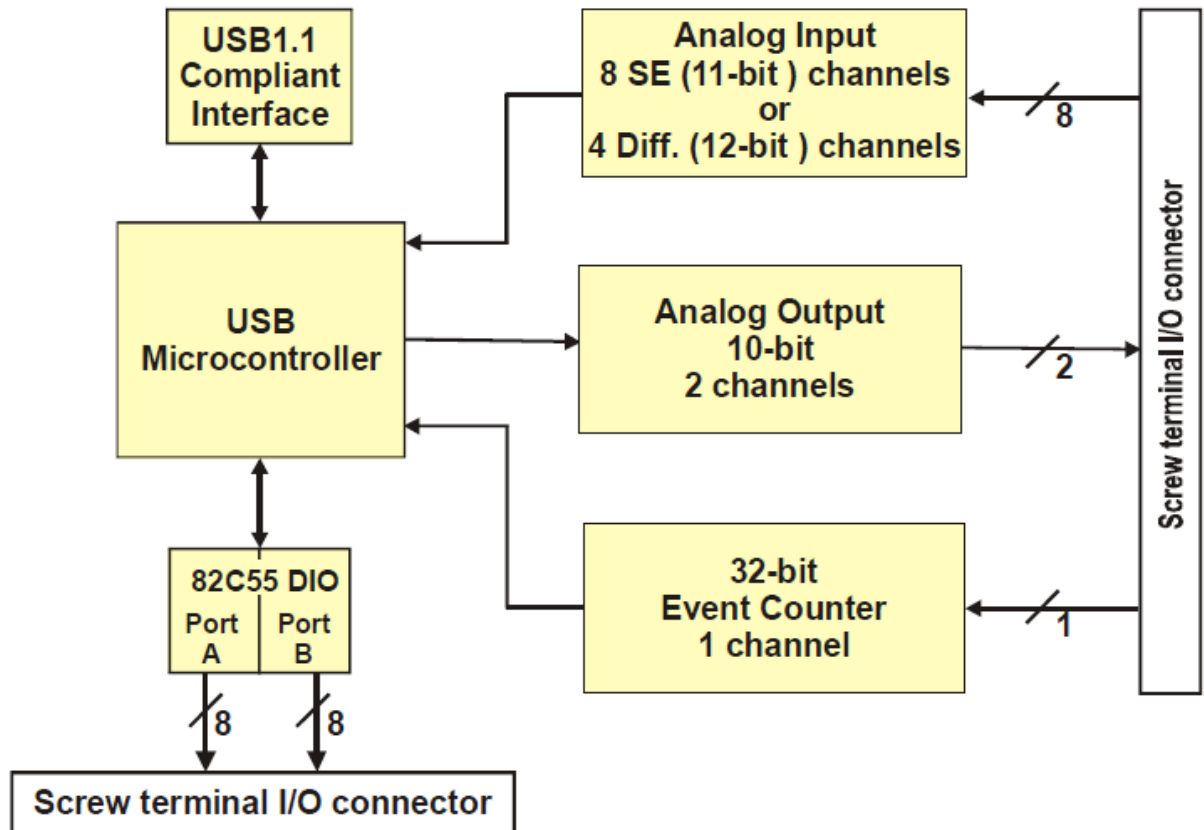 USB1.1
Compliant
Interface
Analog Input
8 SE (11-bit ) channels
or
4 Diff. (12-bit ) channels
8
USB
Microcontroller
Analog Output
10-bit
2 channels
2
Screw terminal I/O connector
82C55 DIO
Port
A
Port
B
32-bit
Event Counter
1 channel
1
8
8
Screw terminal I/O connector